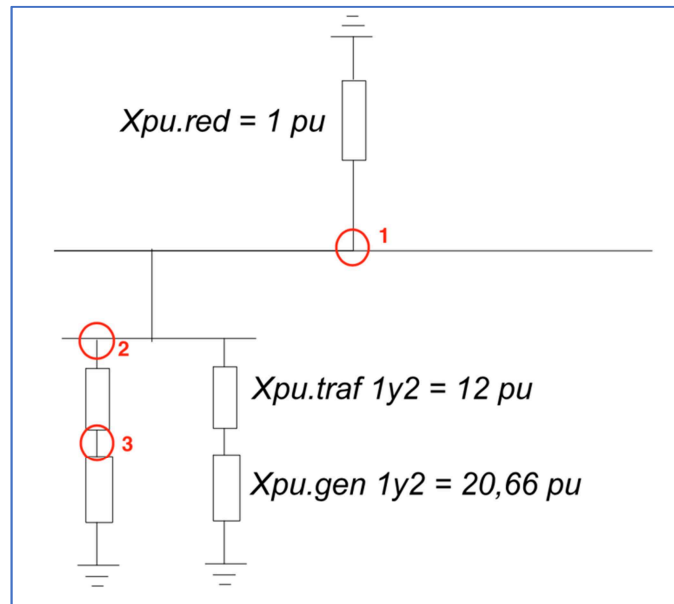 Xpu.red = 1 pu
1
2
Xpu.traf 1y2 = 12 pu
3
Xpu.gen 1y2 = 20,66 pu